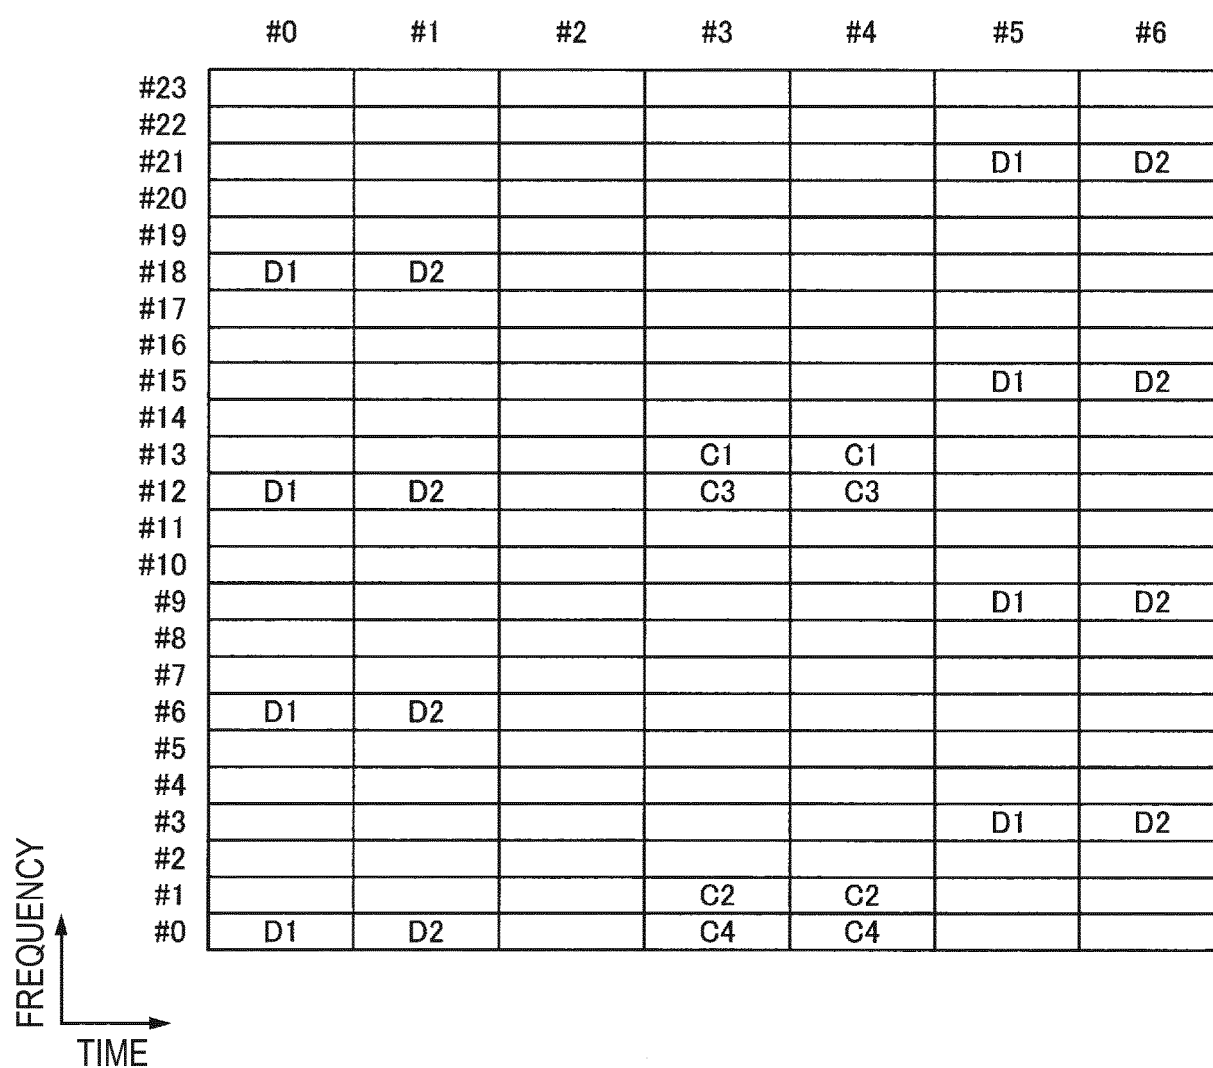 #0 #1 #2 #3 #4 #5 #6
#23
#22
#21 D1 D2
#20
#19
#18 D1 D2
#17
#16
#15 D1 D2
#14
#13 C1 C1
#12 D1 D2 C3 C3
#11
#10
#9 D1 D2
#8
#7
#6 D1 D2
#5
#4
#3 D1 D2
#2
#1 C2 C2
#0 D1 D2 C4 C4
FREQUENCY
TIME